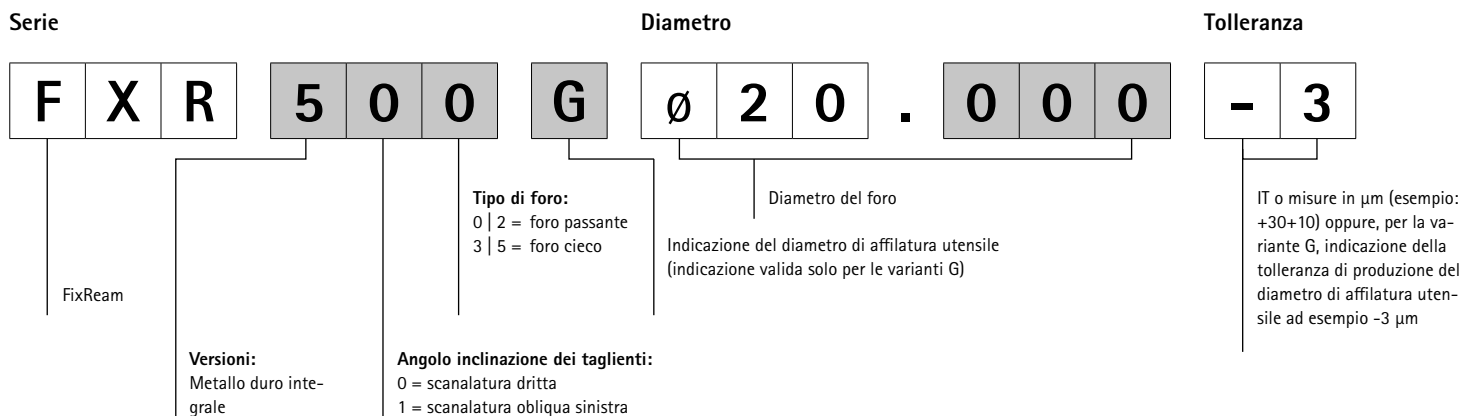 Serie
Diametro
Tolleranza
F X R 5 0 0 G ø 2 0 . 0 0 0 - 3
Tipo di foro:
0 | 2 = foro passante
3 | 5 = foro cieco
Diametro del foro
Indicazione del diametro di affilatura utensile
(indicazione valida solo per le varianti G)
IT o misure in µm (esempio:
+30+10) oppure, per la va-
riante G, indicazione della
tolleranza di produzione del
diametro di affilatura uten-
sile ad esempio -3 µm
FixReam
Versioni:
Metallo duro inte-
grale
Angolo inclinazione dei taglienti:
0 = scanalatura dritta
1 = scanalatura obliqua sinistra